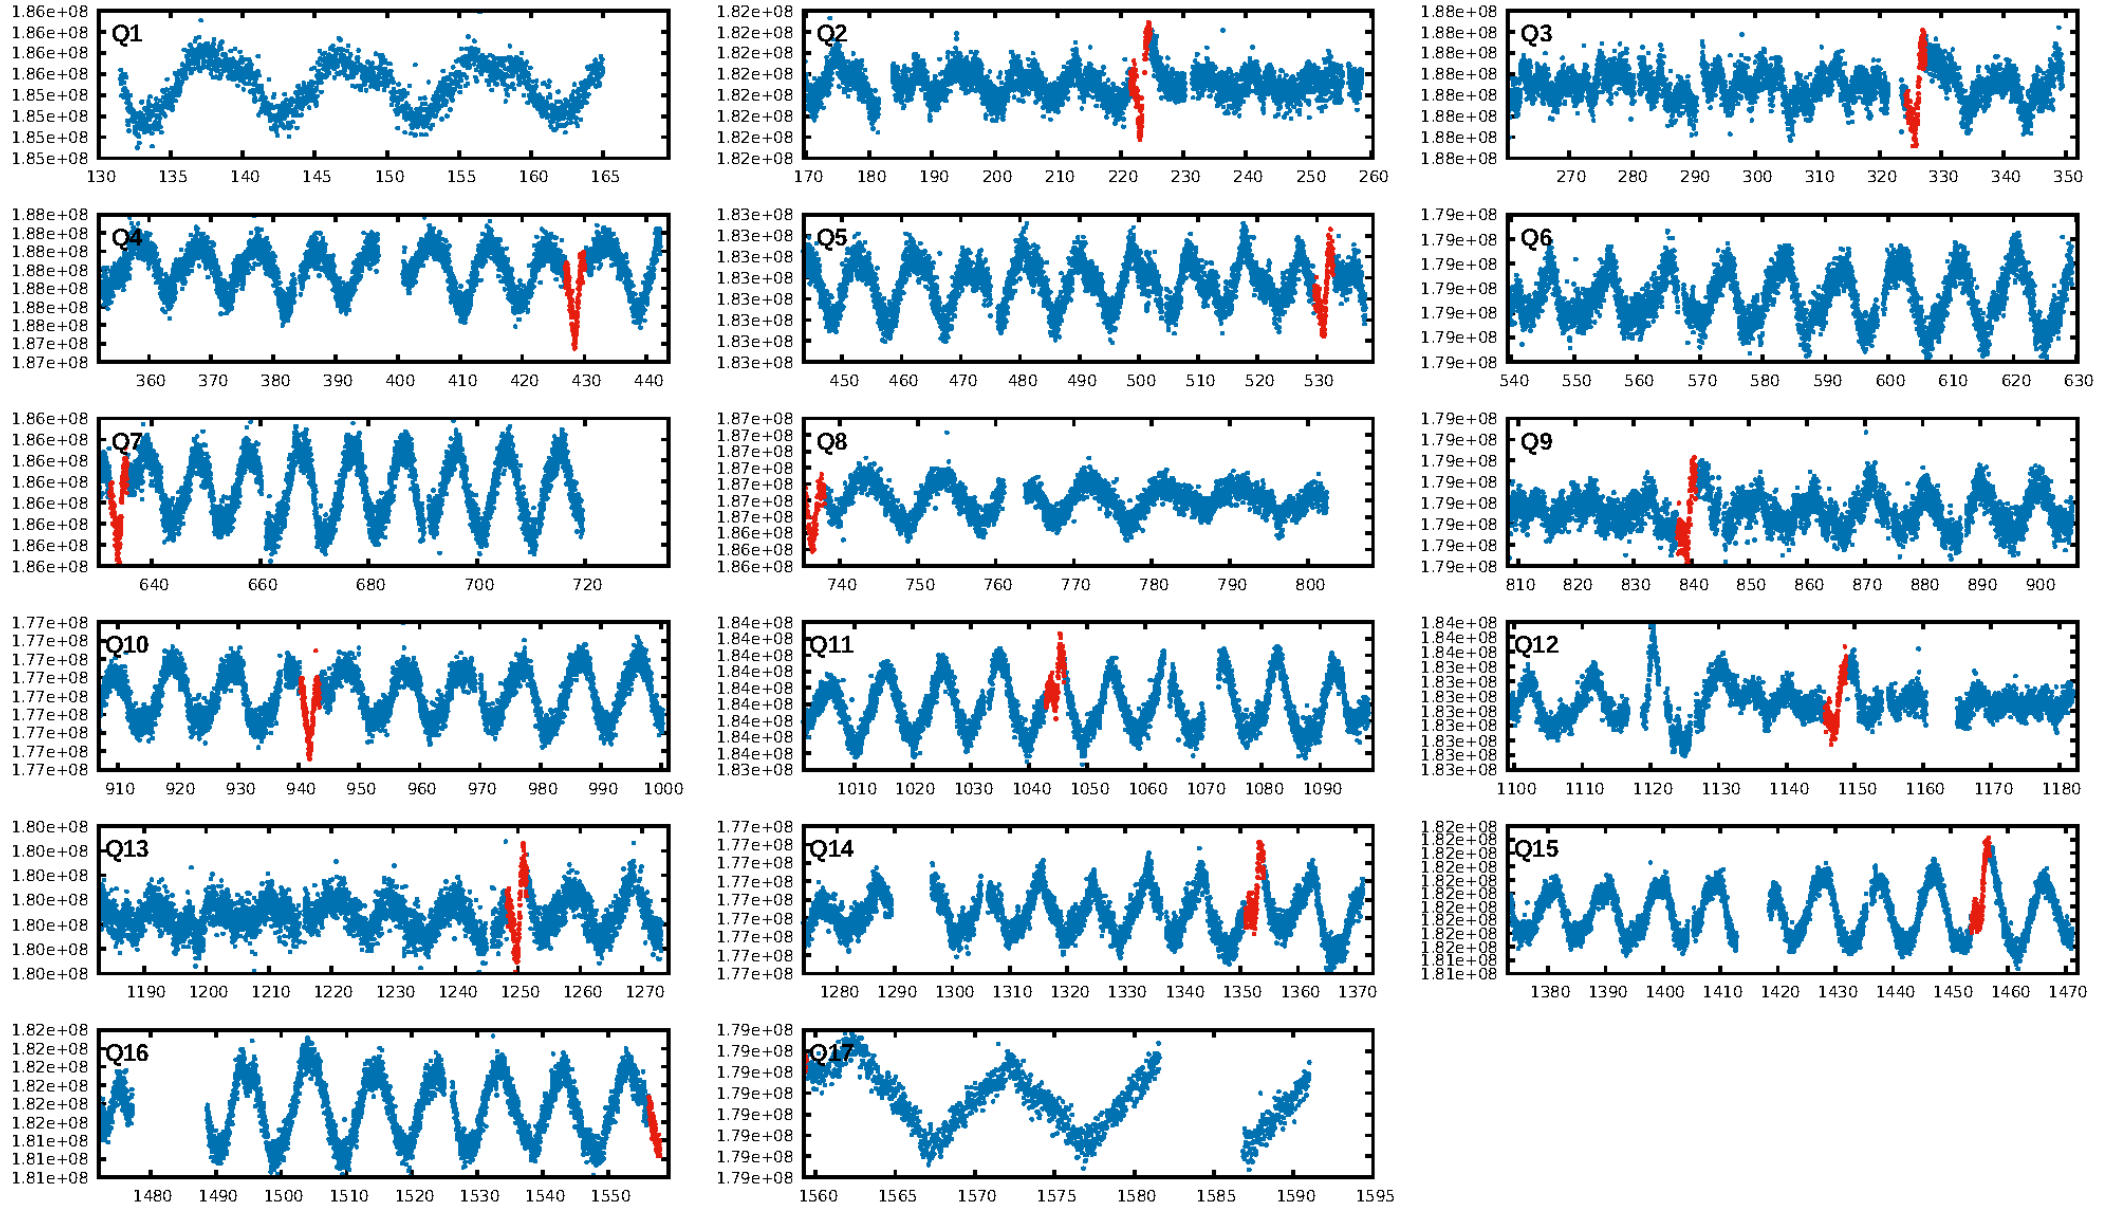 1.86e+08
1.86e+08
1.86e+08
1.86e+08
1.85e+08
1.85e+08
1.85e+08
1.85e+08
Q1
130 135 140 145 150 155 160 165
1.82e+08
1.82e+08
1.82e+08
1.82e+08
1.82e+08
1.82e+08
1.82e+08
1.82e+08
Q2
170 180 190 200 210 220 230 240 250 260
1.88e+08
1.88e+08
1.88e+08
1.88e+08
1.88e+08
1.88e+08
1.88e+08
1.88e+08
Q3
270 280 290 300 310 320 330 340 350
1.88e+08
1.88e+08
1.88e+08
1.88e+08
1.88e+08
1.88e+08
1.88e+08
1.88e+08
1.87e+08
Q4
360 370 380 390 400 410 420 430 440
1.83e+08
1.83e+08
1.83e+08
1.83e+08
1.83e+08
1.83e+08
1.83e+08
1.83e+08
Q5
450 460 470 480 490 500 510 520 530
1.79e+08
1.79e+08
1.79e+08
1.79e+08
1.79e+08
1.79e+08
1.79e+08
1.79e+08
Q6
540 550 560 570 580 590 600 610 620 630
1.86e+08
1.86e+08
1.86e+08
1.86e+08
1.86e+08
1.86e+08
1.86e+08
1.86e+08
Q7
640 660 680 700 720
1.87e+08
1.87e+08
1.87e+08
1.87e+08
1.87e+08
1.87e+08
1.87e+08
1.87e+08
1.86e+08
1.86e+08
Q8
740 750 760 770 780 790 800
1.79e+08
1.79e+08
1.79e+08
1.79e+08
1.79e+08
1.79e+08
1.79e+08
1.79e+08
Q9
810 820 830 840 850 860 870 880 890 900
1.77e+08
1.77e+08
1.77e+08
1.77e+08
1.77e+08
1.77e+08
1.77e+08
1.77e+08
1.77e+08
Q10
910 920 930 940 950 960 970 980 990 1000
1.84e+08
1.84e+08
1.84e+08
1.84e+08
1.84e+08
1.84e+08
1.84e+08
1.84e+08
1.84e+08
1.83e+08
Q11
1010 1020 1030 1040 1050 1060 1070 1080 1090
1.84e+08
1.84e+08
1.84e+08
1.83e+08
1.83e+08
1.83e+08
1.83e+08
1.83e+08
1.83e+08
1.83e+08
1.83e+08
Q12
1100 1110 1120 1130 1140 1150 1160 1170 1180
1.80e+08
1.80e+08
1.80e+08
1.80e+08
1.80e+08
1.80e+08
1.80e+08
Q13
1190 1200 1210 1220 1230 1240 1250 1260 1270
1.77e+08
1.77e+08
1.77e+08
1.77e+08
1.77e+08
1.77e+08
1.77e+08
1.77e+08
1.77e+08
Q14
1280 1290 1300 1310 1320 1330 1340 1350 1360 1370
1.82e+08
1.82e+08
1.82e+08
1.82e+08
1.82e+08
1.82e+08
1.82e+08
1.82e+08
1.82e+08
1.82e+08
1.81e+08
1.81e+08
Q15
1380 1390 1400 1410 1420 1430 1440 1450 1460 1470
1.82e+08
1.82e+08
1.82e+08
1.82e+08
1.82e+08
1.82e+08
1.81e+08
1.81e+08
1.81e+08
Q16
1480 1490 1500 1510 1520 1530 1540 1550
1.79e+08
1.79e+08
1.79e+08
1.79e+08
1.79e+08
1.79e+08
1.79e+08
1.79e+08
Q17
1560 1565 1570 1575 1580 1585 1590 1595